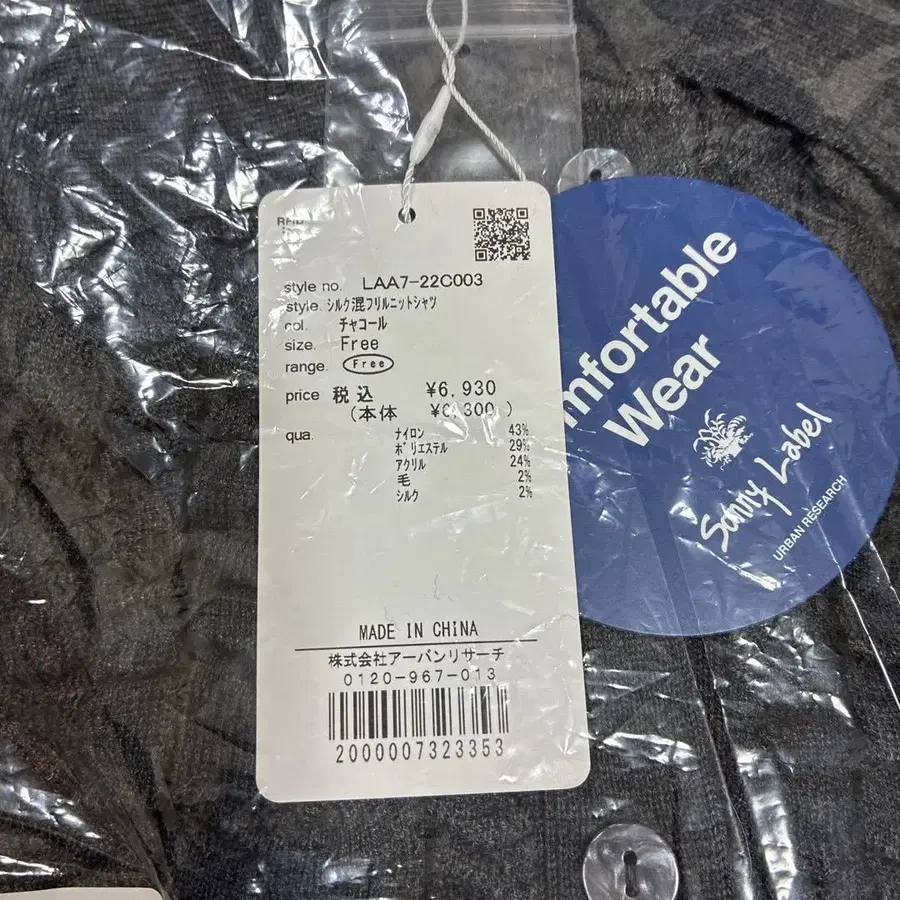 RFID
style no. LAA7-22C003
style. シルク混フリルニットシャツ
col. チャコール
size. Free
range. Free
price 税込 ¥6,930
(本体 ¥6,300)
qua. ナイロン 43%
ポリエステル 29%
アクリル 24%
毛 2%
シルク 2%
MADE IN CHINA
株式会社アーバンリサーチ
0120-967-013
2000007323353
mfortable
Wear
Sonny Label
URBAN RESEARCH